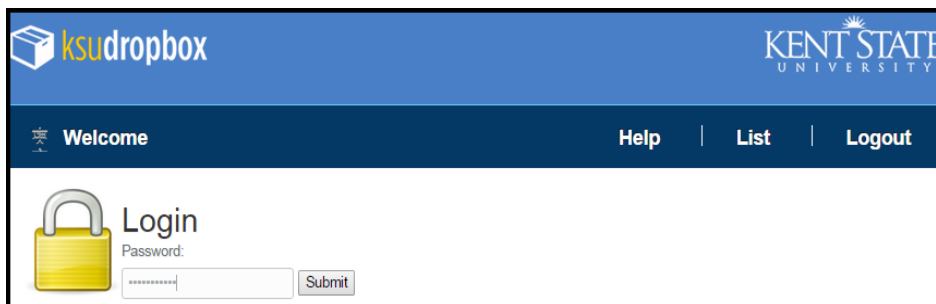 ksudropbox
KENT STATE
UNIVERSITY
Welcome
Help | List | Logout
Login
Password:
Submit